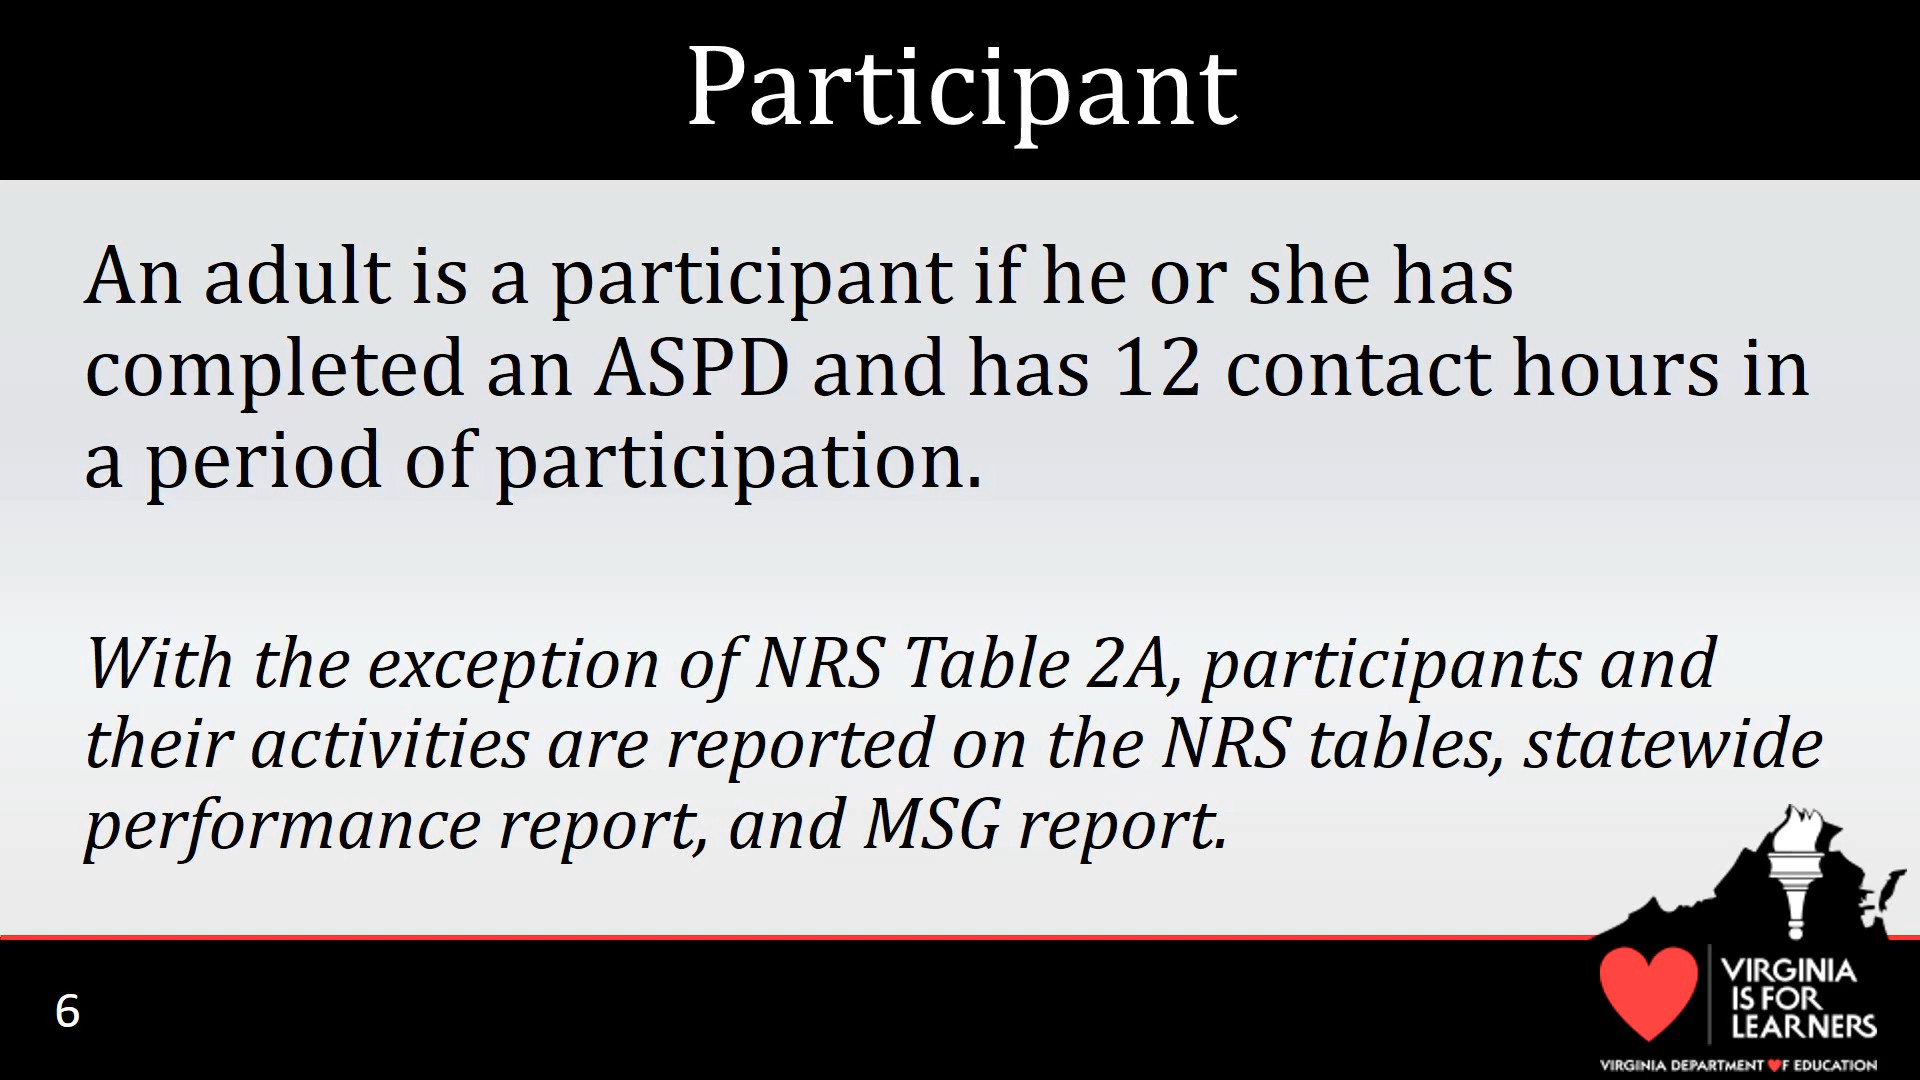 Participant
An adult is a participant if he or she has
completed an ASPD and has 12 contact hours in
a period of participation.
With the exception of NRS Table 2A, participants and
their activities are reported on the NRS tables, statewide
performance report, and MSG report.
6
VIRGINIA
IS FOR
LEARNERS
VIRGINIA DEPARTMENT ♥F EDUCATION